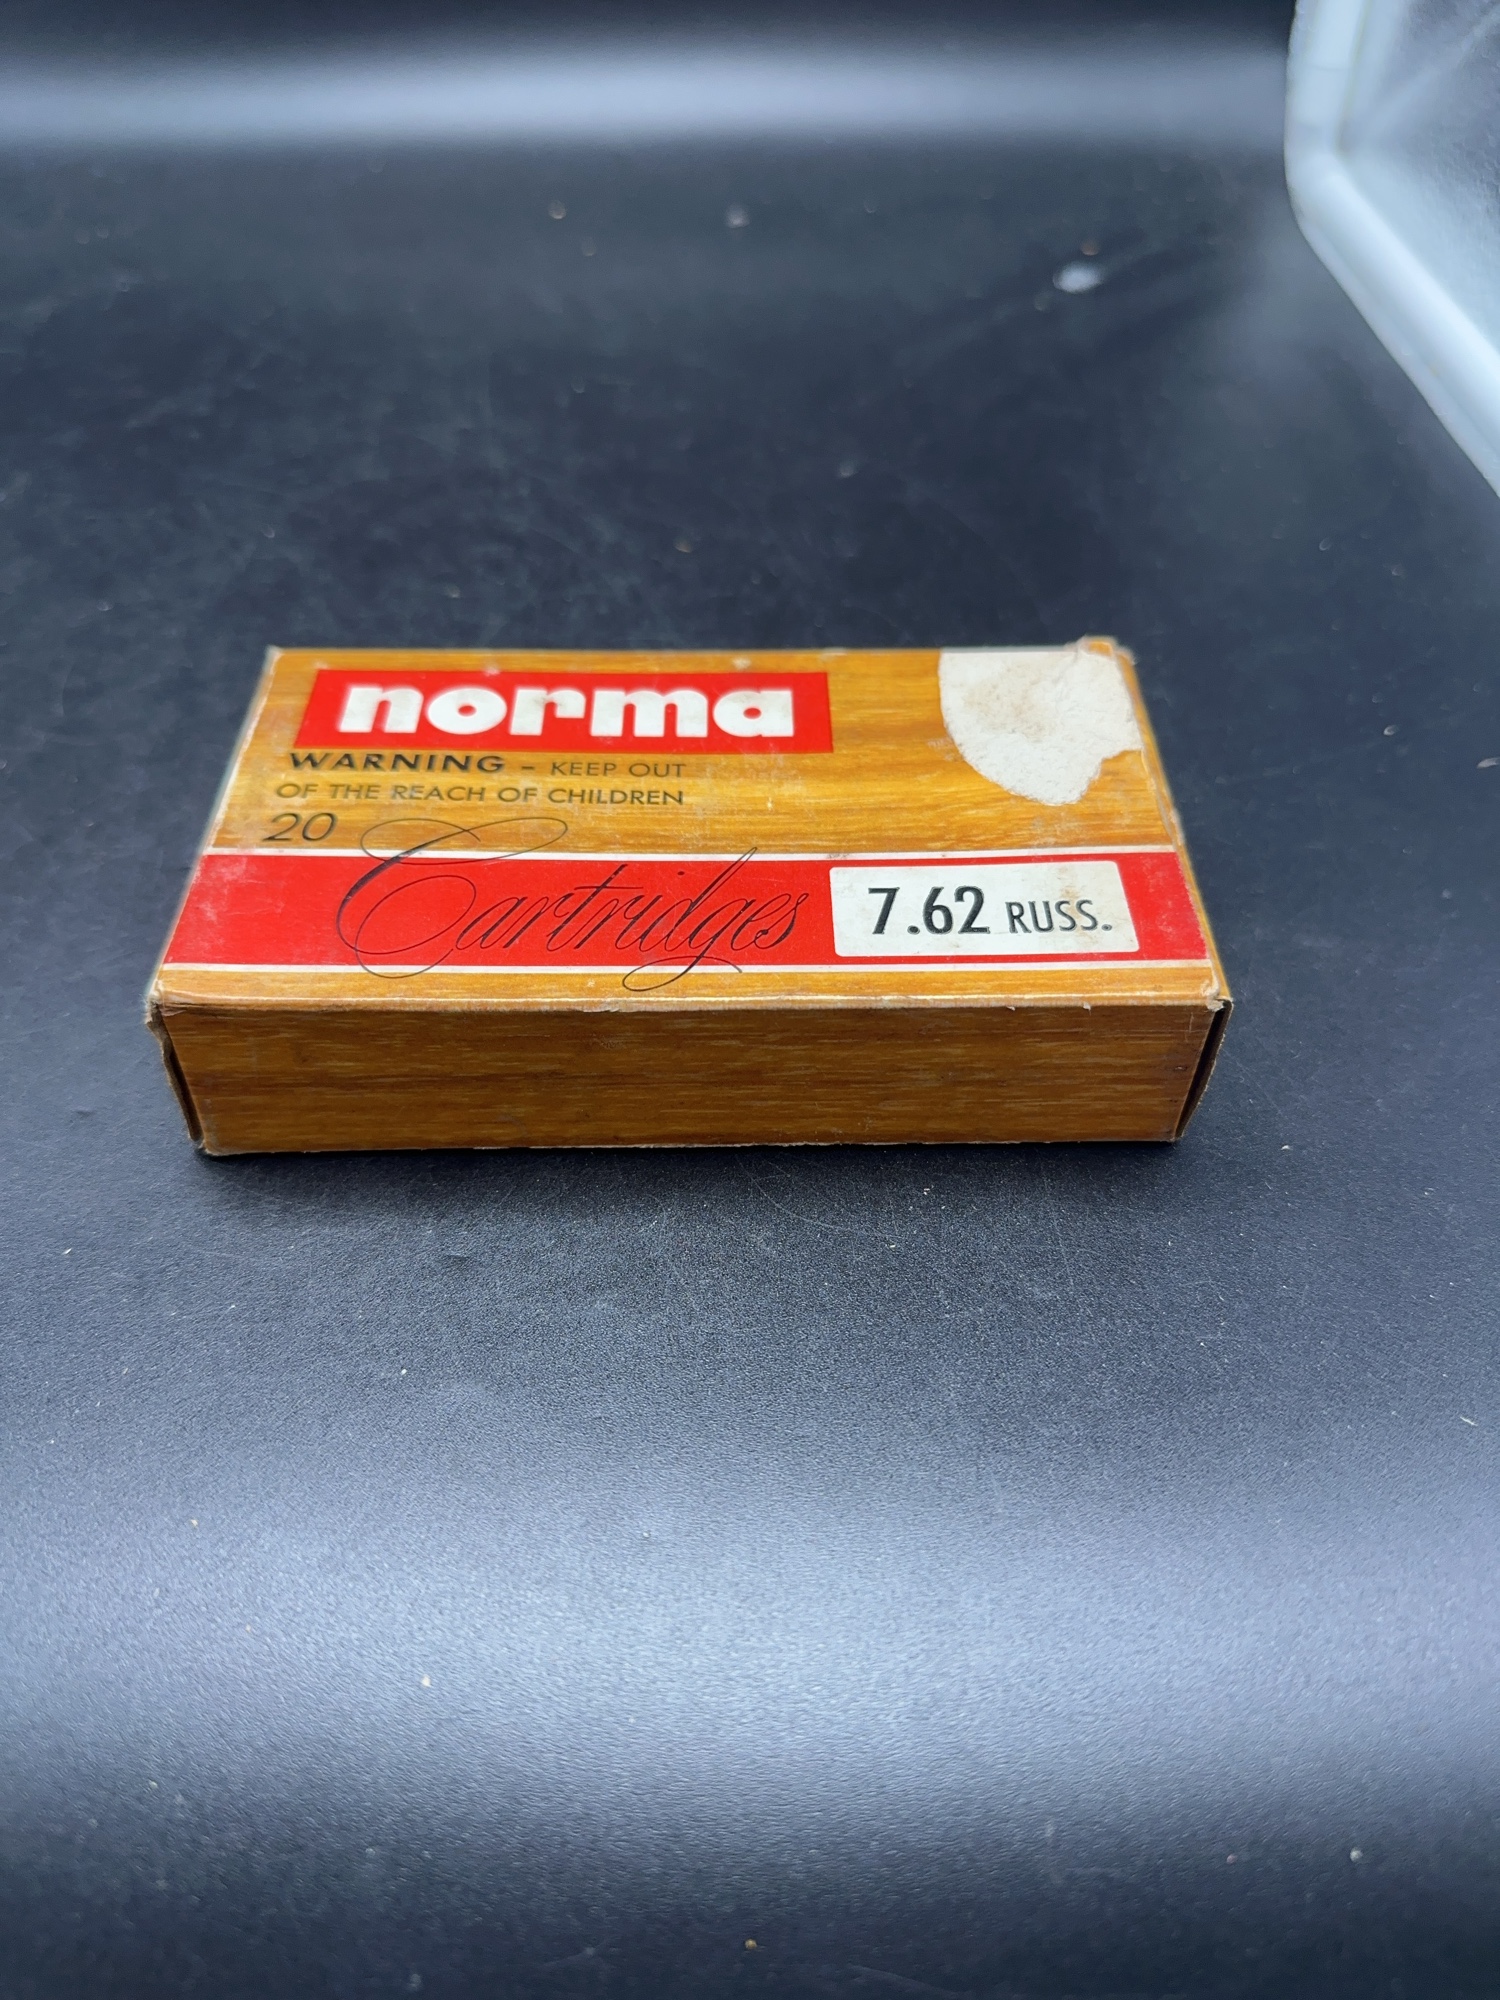 norma
WARNING – KEEP OUT
OF THE REACH OF CHILDREN
20 Cartridges
7.62 RUSS.